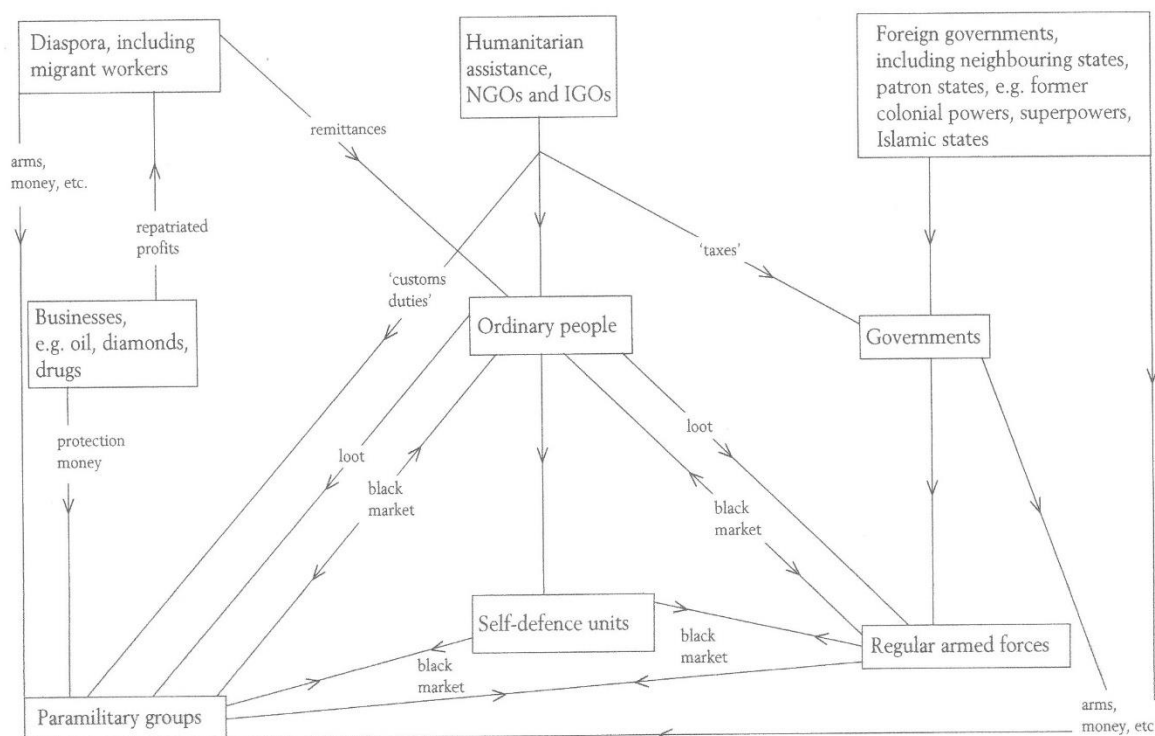 Diaspora, including
migrant workers
Humanitarian
assistance,
NGOs and IGOs
Foreign governments,
including neighbouring states,
patron states, e.g. former
colonial powers, superpowers,
Islamic states
remittances
arms,
money, etc.
repatriated
profits
'taxes'
'customs
duties'
Businesses,
e.g. oil, diamonds,
drugs
Ordinary people
Governments
protection
money
loot
black
market
loot
black
market
Self-defence units
black
market
black
market
Regular armed forces
Paramilitary groups
arms,
money, etc